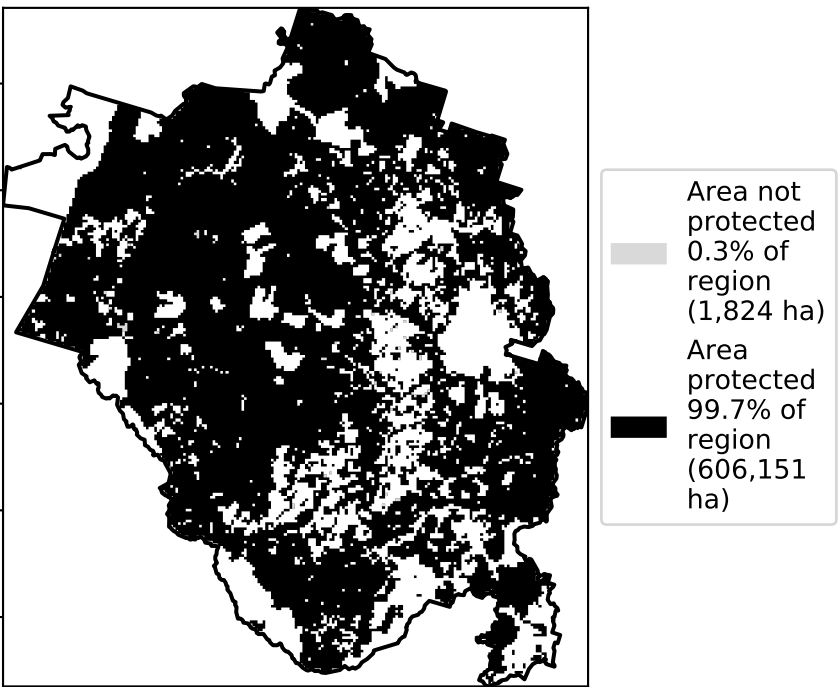 Area not
protected
0.3% of
region
(1,824 ha)
Area
protected
99.7% of
region
(606,151
ha)